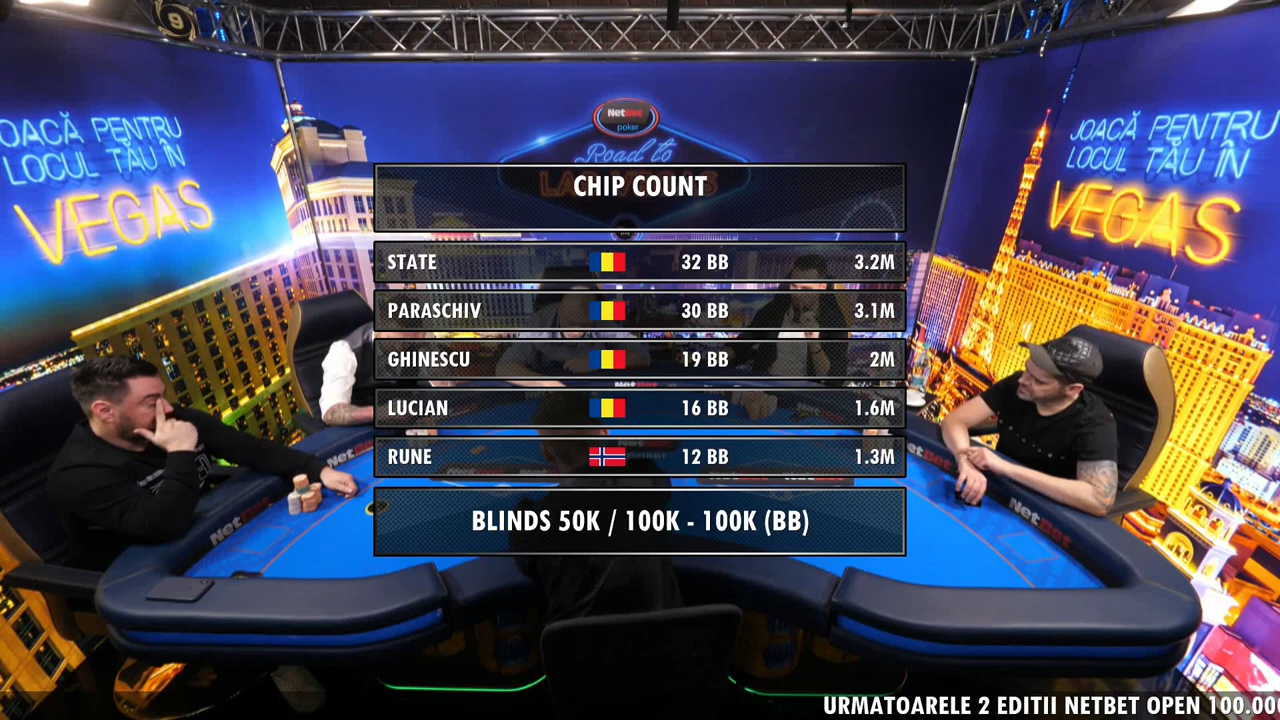 9
JOACĂ PENTRU
LOCUL TĂU ÎN
VEGAS
NetBet
poker
Road to
JOACĂ PENTRU
LOCUL TĂU ÎN
VEGAS
CHIP COUNT
STATE 32 BB 3.2M
PARASCHIV 30 BB 3.1M
GHINESCU 19 BB 2M
LUCIAN 16 BB 1.6M
RUNE 12 BB 1.3M
BLINDS 50K / 100K - 100K (BB)
NetBet
NetBet
NetBet
NetBet
URMATOARELE 2 EDITII NETBET OPEN 100.00